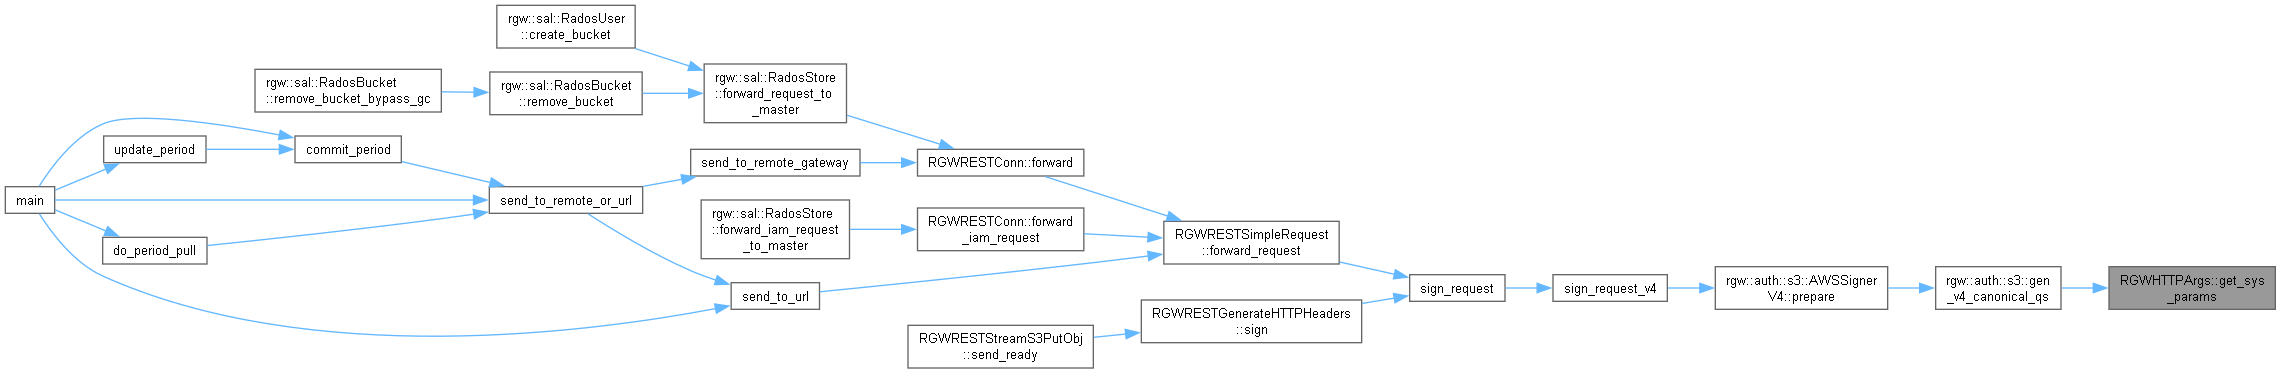 rgw::sal::RadosUser
::create_bucket
rgw::sal::RadosBucket
::remove_bucket_bypass_gc
rgw::sal::RadosBucket
::remove_bucket
rgw::sal::RadosStore
::forward_request_to
_master
update_period
commit_period
send_to_remote_gateway
RGWRESTConn::forward
main
send_to_remote_or_url
rgw::sal::RadosStore
::forward_iam_request
_to_master
RGWRESTConn::forward
_iam_request
RGWRESTSimpleRequest
::forward_request
do_period_pull
send_to_url
sign_request
sign_request_v4
rgw::auth::s3::AWSSigner
V4::prepare
rgw::auth::s3::gen
_v4_canonical_qs
RGWHTTPArgs::get_sys
_params
RGWRESTGenerateHTTPHeaders
::sign
RGWRESTStreamS3PutObj
::send_ready